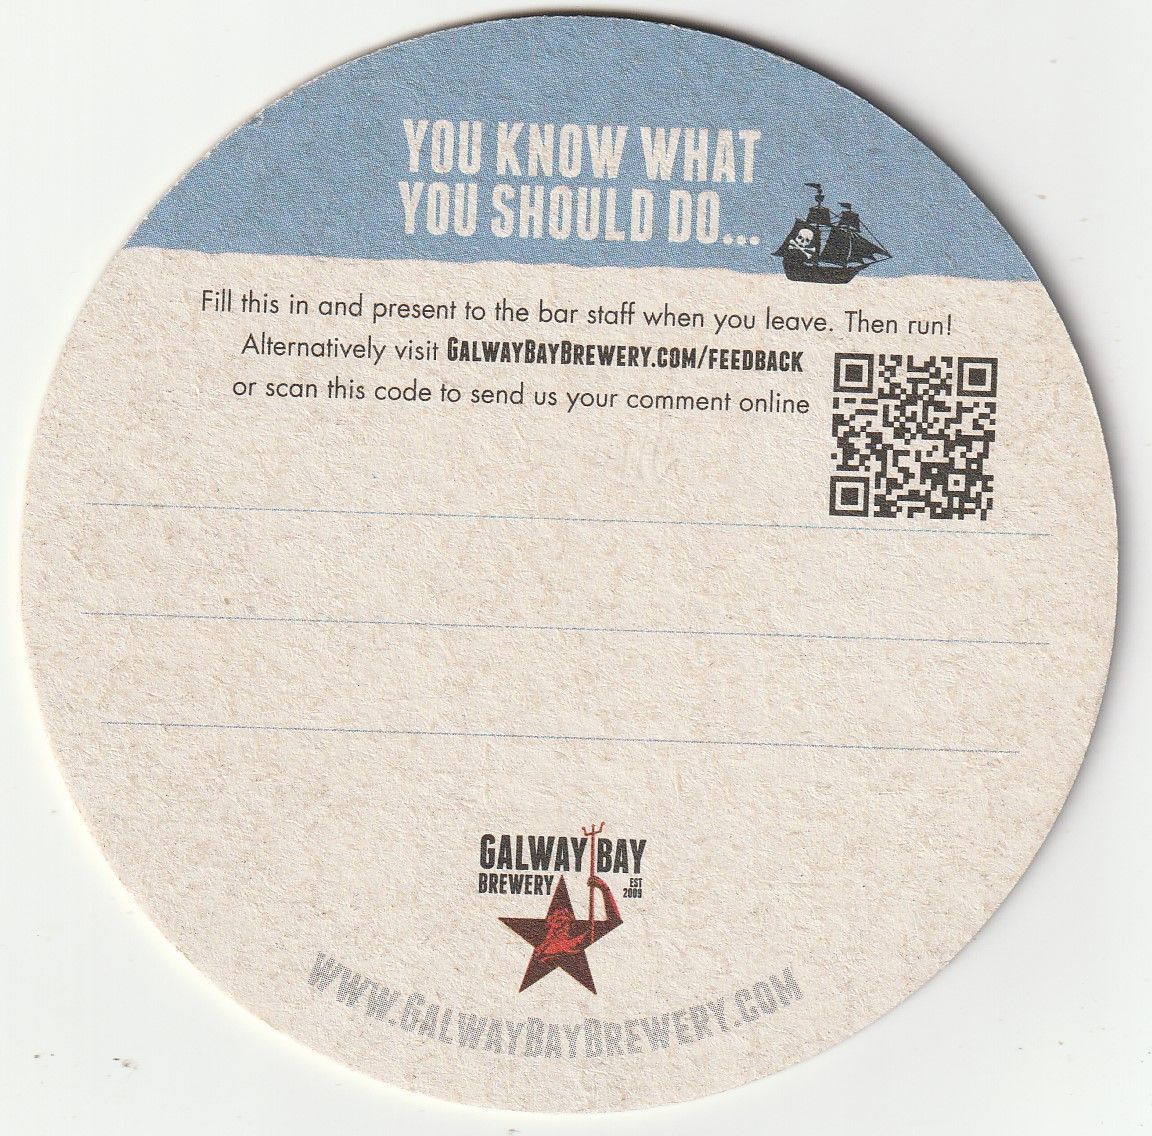 YOU KNOW WHAT
YOU SHOULD DO...
Fill this in and present to the bar staff when you leave. Then run!
Alternatively visit GALWAYBAYBREWERY.COM/FEEDBACK
or scan this code to send us your comment online
GALWAY BAY
BREWERY
EST
2009
WWW.GALWAYBAYBREWERY.COM